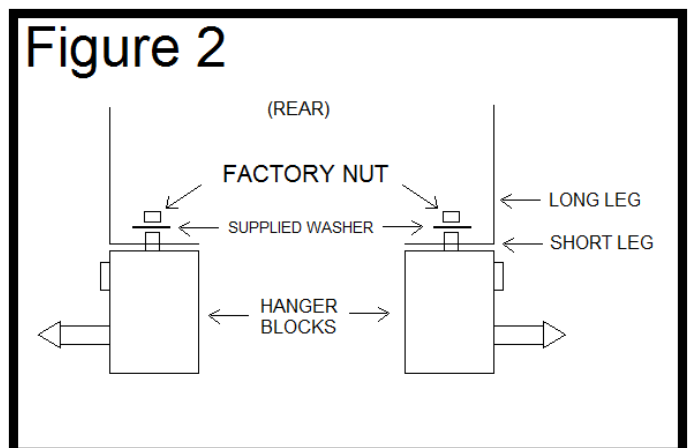 Figure 2
(REAR)
FACTORY NUT
LONG LEG
SUPPLIED WASHER
SHORT LEG
HANGER
BLOCKS